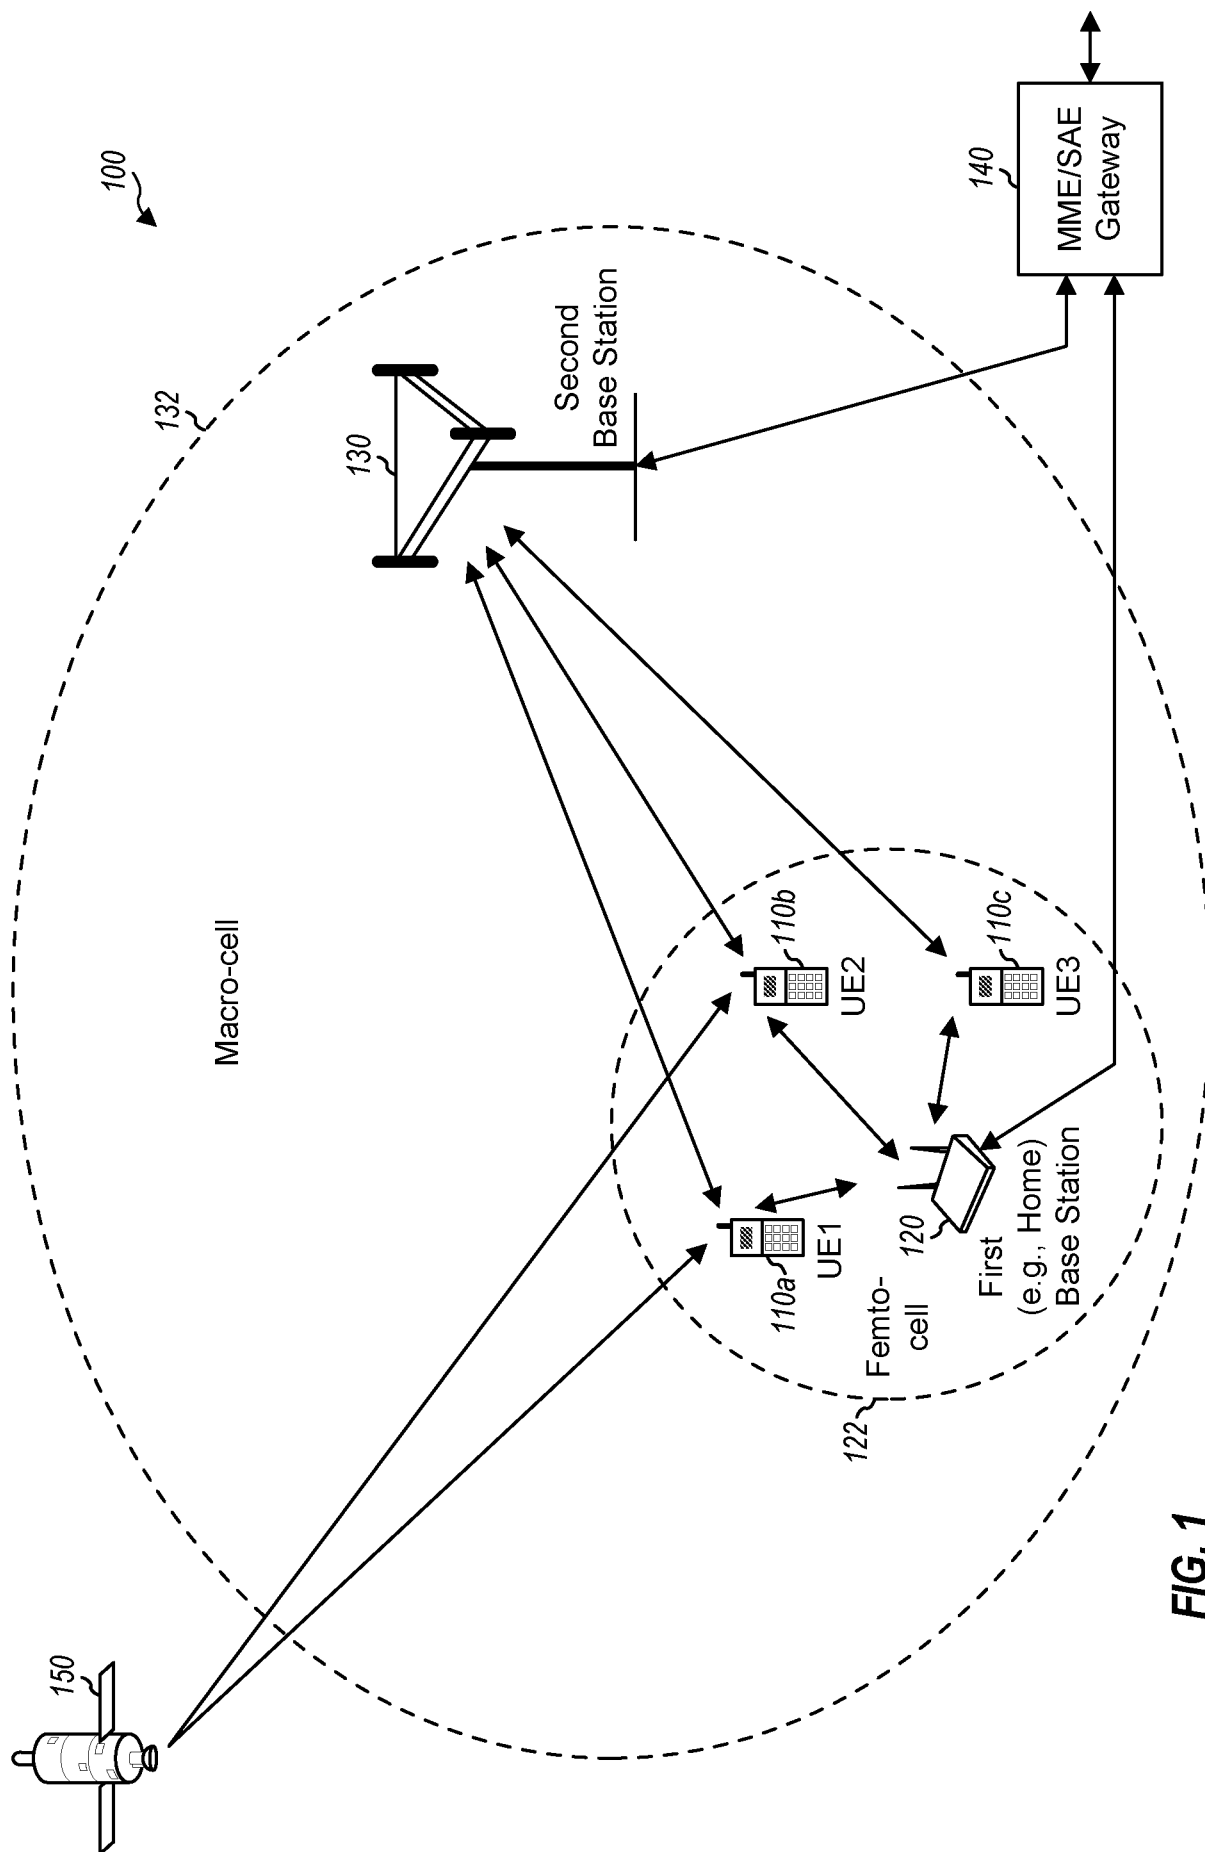 100
150
132
Macro-cell
130
Second
Base Station
110a
UE1
110b
UE2
110c
UE3
Femto-
cell
122
120
First
(e.g., Home)
Base Station
140
MME/SAE
Gateway
FIG. 1